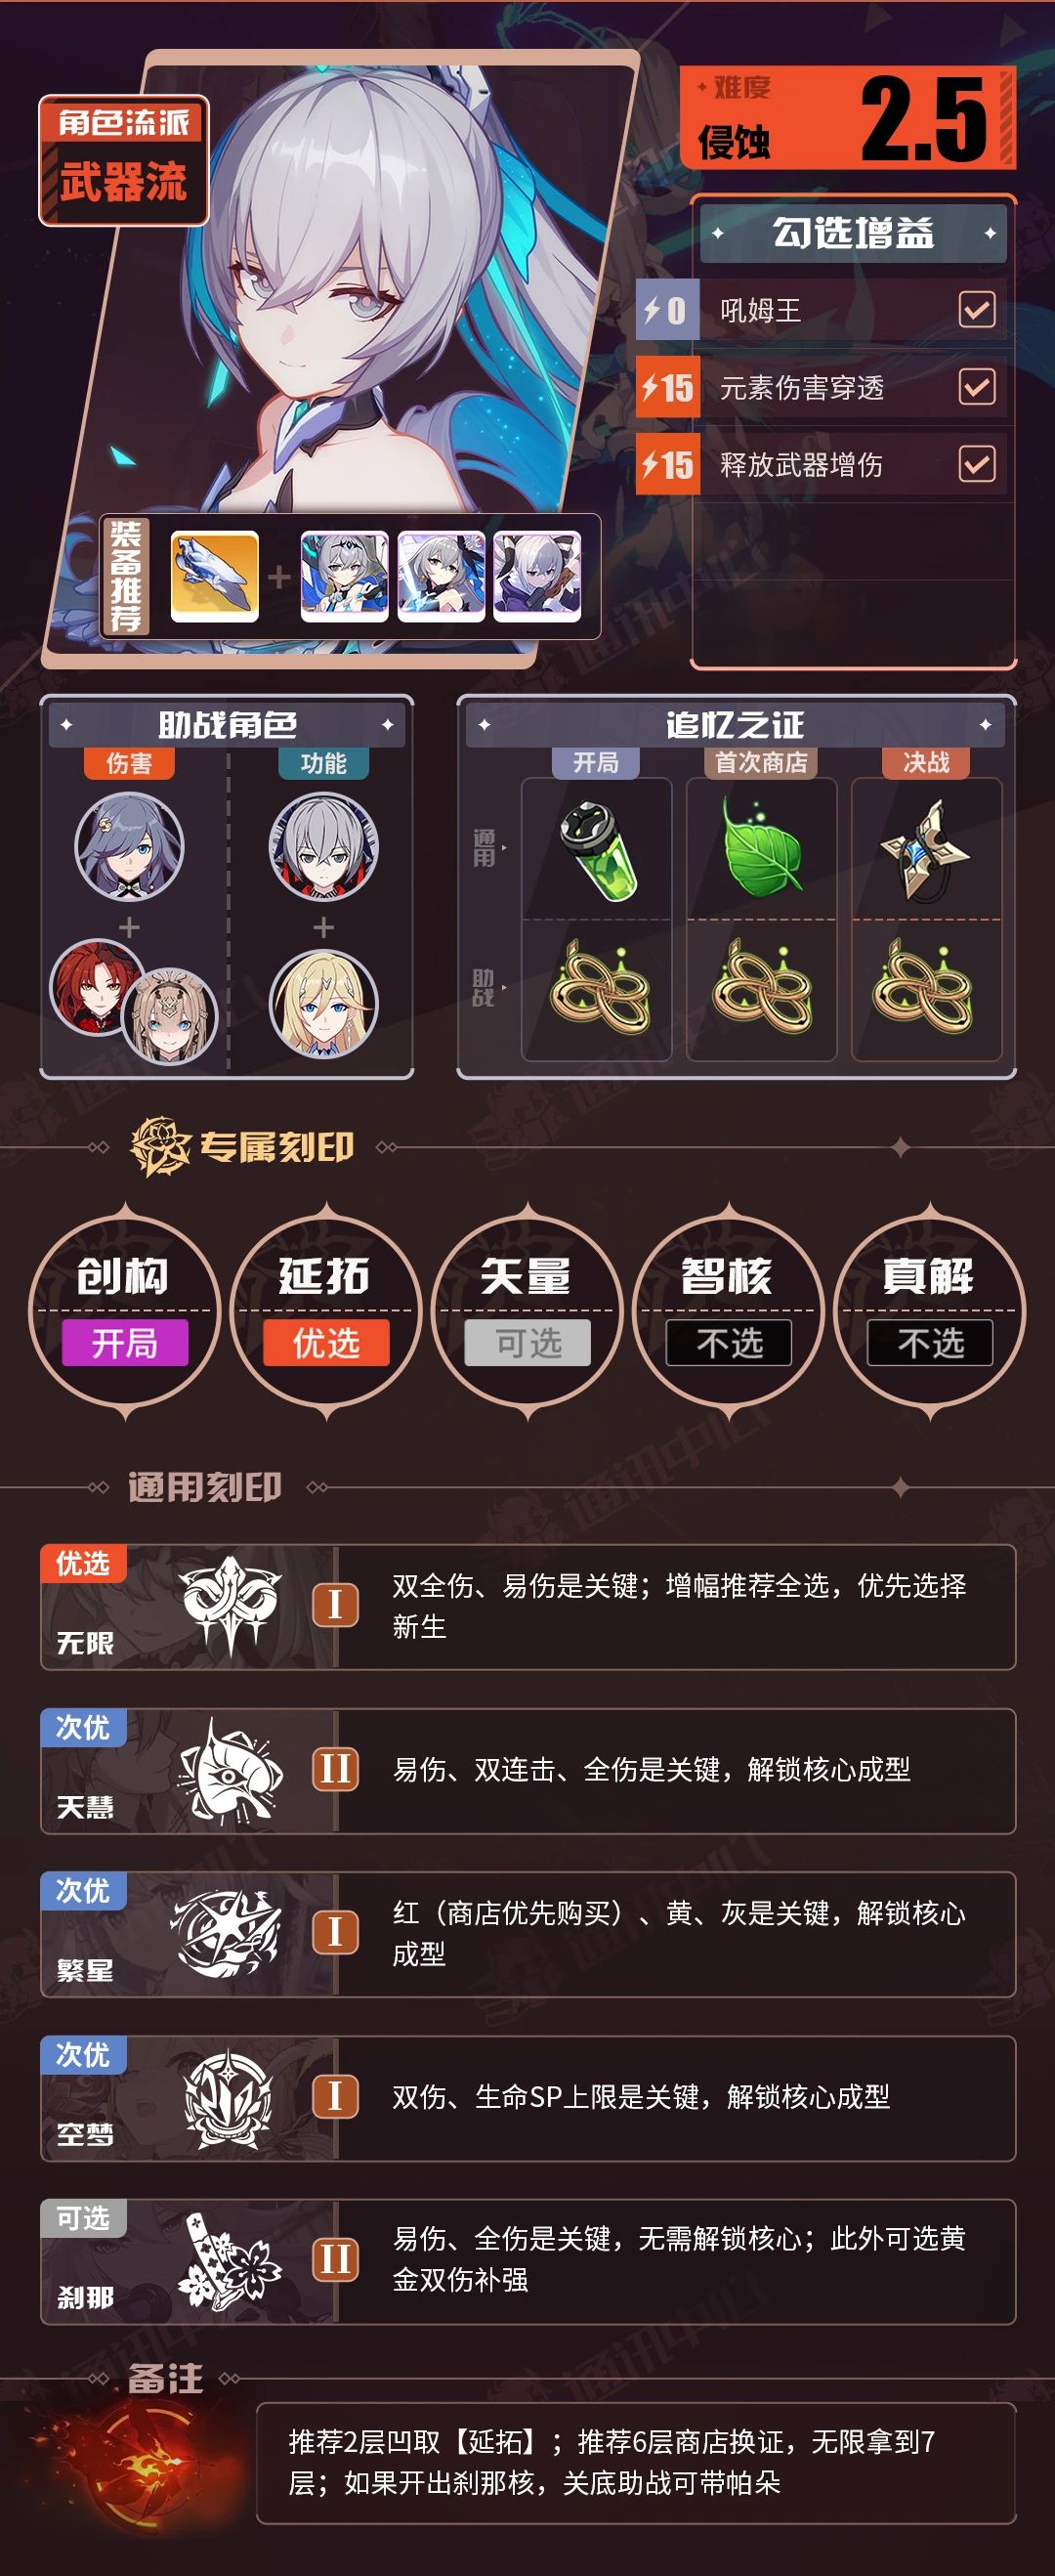 角色流派
武器流
难度
侵蚀
2.5
勾选增益
0 吼姆王
15 元素伤害穿透
15 释放武器增伤
装备推荐
助战角色
伤害
功能
追忆之证
开局
首次商店
决战
通用
助战
专属刻印
创构
开局
延拓
优选
矢量
可选
智核
不选
真解
不选
通用刻印
优选
无限
I
双全伤、易伤是关键；增幅推荐全选，优先选择
新生
次优
天慧
II
易伤、双连击、全伤是关键，解锁核心成型
次优
繁星
I
红（商店优先购买）、黄、灰是关键，解锁核心
成型
次优
空梦
I
双伤、生命SP上限是关键，解锁核心成型
可选
刹那
II
易伤、全伤是关键，无需解锁核心；此外可选黄
金双伤补强
备注
推荐2层凹取【延拓】；推荐6层商店换证，无限拿到7
层；如果开出刹那核，关底助战可带帕朵
通讯中心